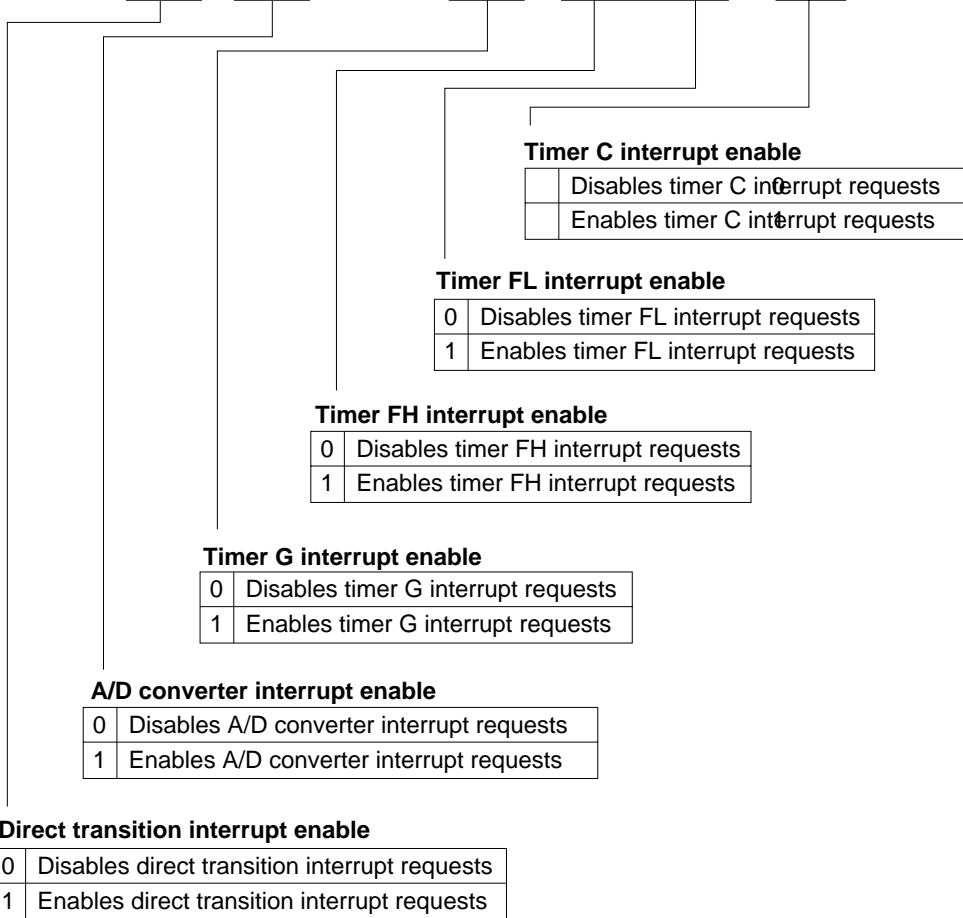 Timer C interrupt enable
0 Disables timer C interrupt requests
1 Enables timer C interrupt requests
Timer FL interrupt enable
0 Disables timer FL interrupt requests
1 Enables timer FL interrupt requests
Timer FH interrupt enable
0 Disables timer FH interrupt requests
1 Enables timer FH interrupt requests
Timer G interrupt enable
0 Disables timer G interrupt requests
1 Enables timer G interrupt requests
A/D converter interrupt enable
0 Disables A/D converter interrupt requests
1 Enables A/D converter interrupt requests
Direct transition interrupt enable
0 Disables direct transition interrupt requests
1 Enables direct transition interrupt requests